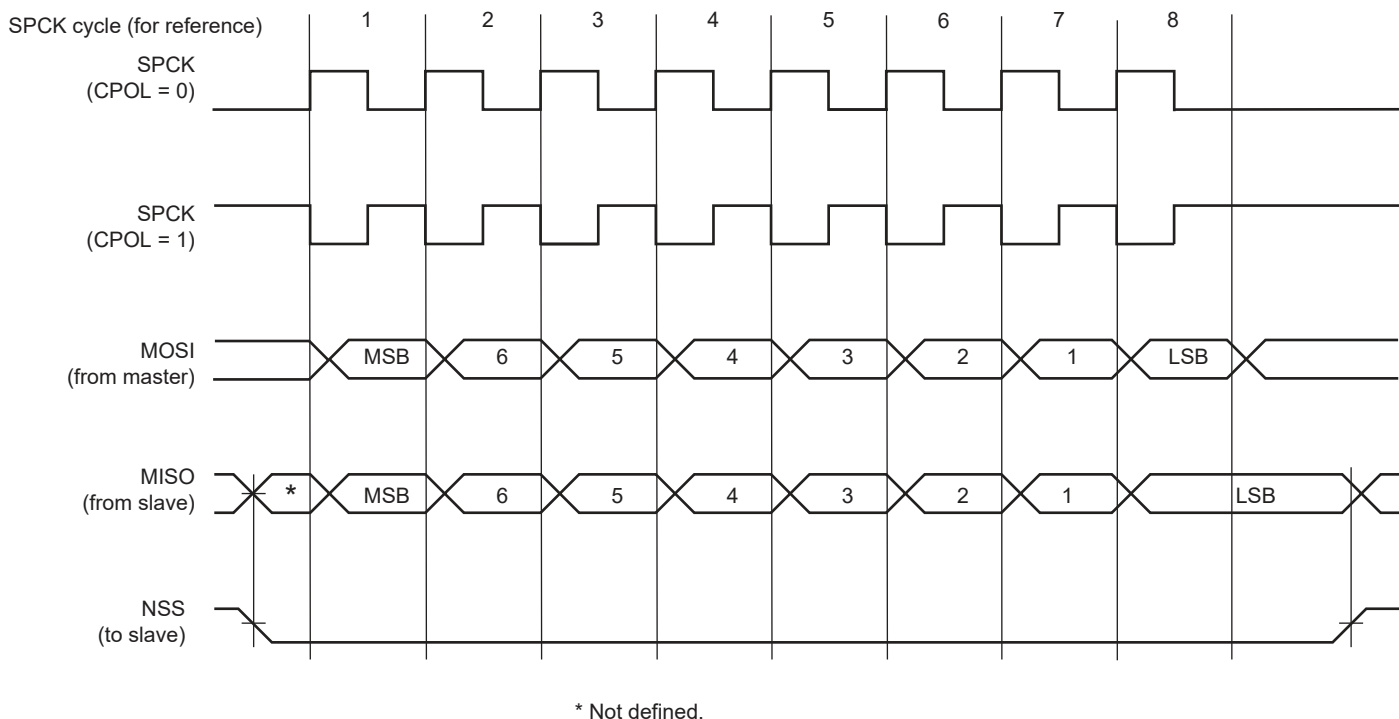 SPCK cycle (for reference) 1 2 3 4 5 6 7 8
SPCK
(CPOL = 0)
SPCK
(CPOL = 1)
MOSI
(from master)
MSB 6 5 4 3 2 1 LSB
MISO
(from slave)
* MSB 6 5 4 3 2 1 LSB
NSS
(to slave)
* Not defined.